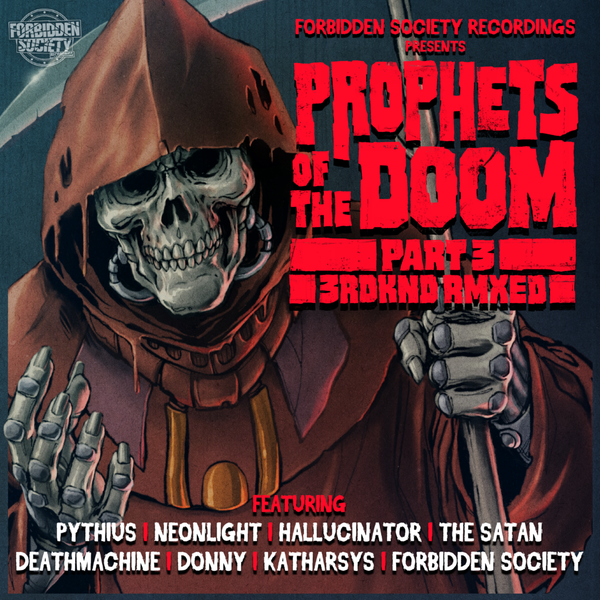 FORBIDDEN
SOCIETY
FORBIDDEN SOCIETY RECORDINGS
PRESENTS
PROPHETS
OF
THE DOOM
PART 3
3RDKND RMXED
FEATURING
PYTHIUS | NEONLIGHT | HALLUCINATOR | THE SATAN
DEATHMACHINE | DONNY | KATHARSYS | FORBIDDEN SOCIETY